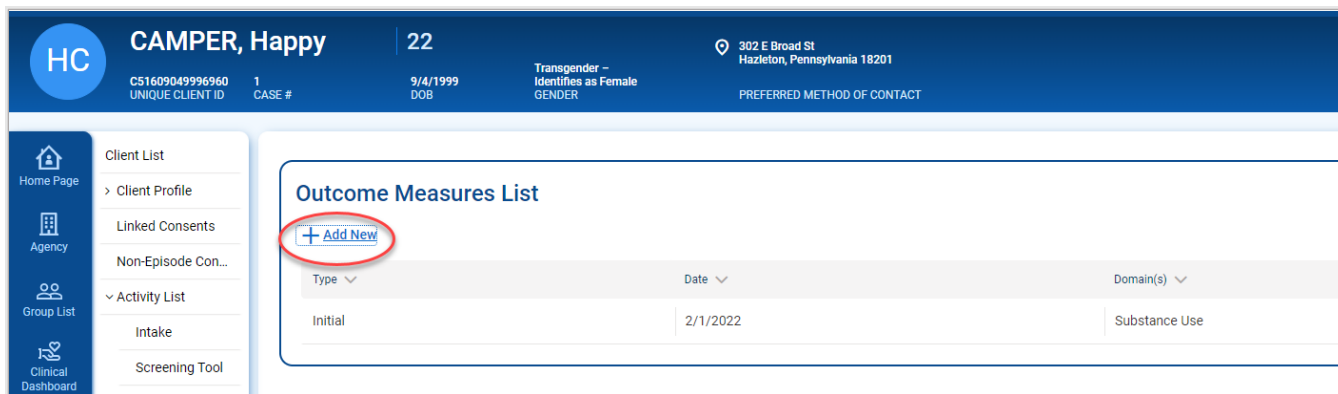 HC
CAMPER, Happy
22
C51609049996960
UNIQUE CLIENT ID
1
CASE #
9/4/1999
DOB
Transgender –
Identifies as Female
GENDER
302 E Broad St
Hazleton, Pennsylvania 18201
PREFERRED METHOD OF CONTACT
Home Page
Agency
Group List
Clinical
Dashboard
Client List
Client Profile
Linked Consents
Non-Episode Con...
Activity List
Intake
Screening Tool
Outcome Measures List
+ Add New
Type Date Domain(s)
Initial 2/1/2022 Substance Use